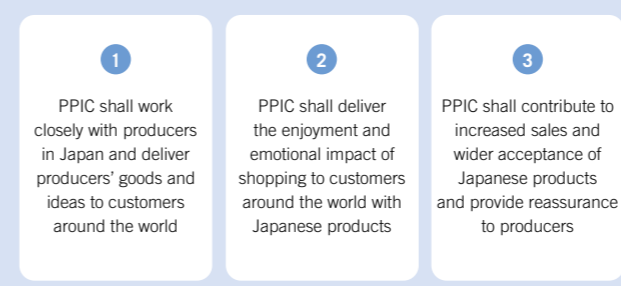 1
PPIC shall work
closely with producers
in Japan and deliver
producers’ goods and
ideas to customers
around the world
2
PPIC shall deliver
the enjoyment and
emotional impact of
shopping to customers
around the world with
Japanese products
3
PPIC shall contribute to
increased sales and
wider acceptance of
Japanese products
and provide reassurance
to producers